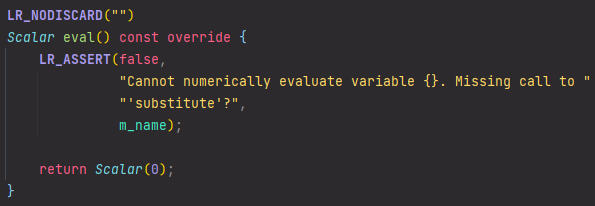 LR_NODISCARD("")
Scalar eval() const override {
LR_ASSERT(false,
"Cannot numerically evaluate variable {}. Missing call to "
"'substitute'?",
m_name);
return Scalar(0);
}